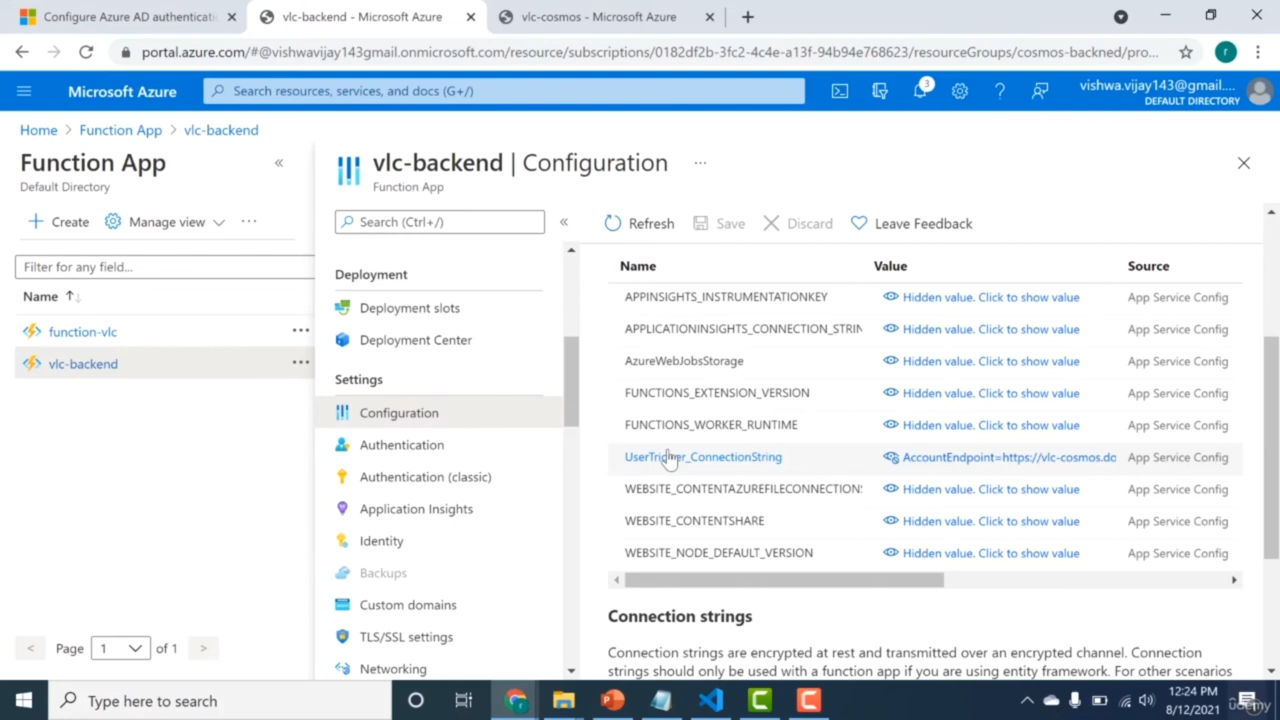 Configure Azure AD authenticati
vlc-backend - Microsoft Azure
vlc-cosmos - Microsoft Azure
portal.azure.com/#@vishwavijay143gmail.onmicrosoft.com/resource/subscriptions/0182df2b-3fc2-4c4e-a13f-94b94e768623/resourceGroups/cosmos-backned/pro...
r
Microsoft Azure
Search resources, services, and docs (G+/)
3
vishwa.vijay143@gmail....
DEFAULT DIRECTORY
Home > Function App > vlc-backend
Function App
Default Directory
Create
Manage view
Filter for any field...
Name
function-vlc
vlc-backend
Page 1 of 1
vlc-backend | Configuration
Function App
Search (Ctrl+/)
Deployment
Deployment slots
Deployment Center
Settings
Configuration
Authentication
Authentication (classic)
Application Insights
Identity
Backups
Custom domains
TLS/SSL settings
Networking
Refresh Save Discard Leave Feedback
Name Value Source
APPINSIGHTS_INSTRUMENTATIONKEY Hidden value. Click to show value App Service Config
APPLICATIONINSIGHTS_CONNECTION_STRIN Hidden value. Click to show value App Service Config
AzureWebJobsStorage Hidden value. Click to show value App Service Config
FUNCTIONS_EXTENSION_VERSION Hidden value. Click to show value App Service Config
FUNCTIONS_WORKER_RUNTIME Hidden value. Click to show value App Service Config
UserTrigger_ConnectionString AccountEndpoint=https://vlc-cosmos.do App Service Config
WEBSITE_CONTENTAZUREFILECONNECTIONS Hidden value. Click to show value App Service Config
WEBSITE_CONTENTSHARE Hidden value. Click to show value App Service Config
WEBSITE_NODE_DEFAULT_VERSION Hidden value. Click to show value App Service Config
Connection strings
Connection strings are encrypted at rest and transmitted over an encrypted channel. Connection
strings should only be used with a function app if you are using entity framework. For other scenarios
Type here to search
12:24 PM
8/12/2021
udemy